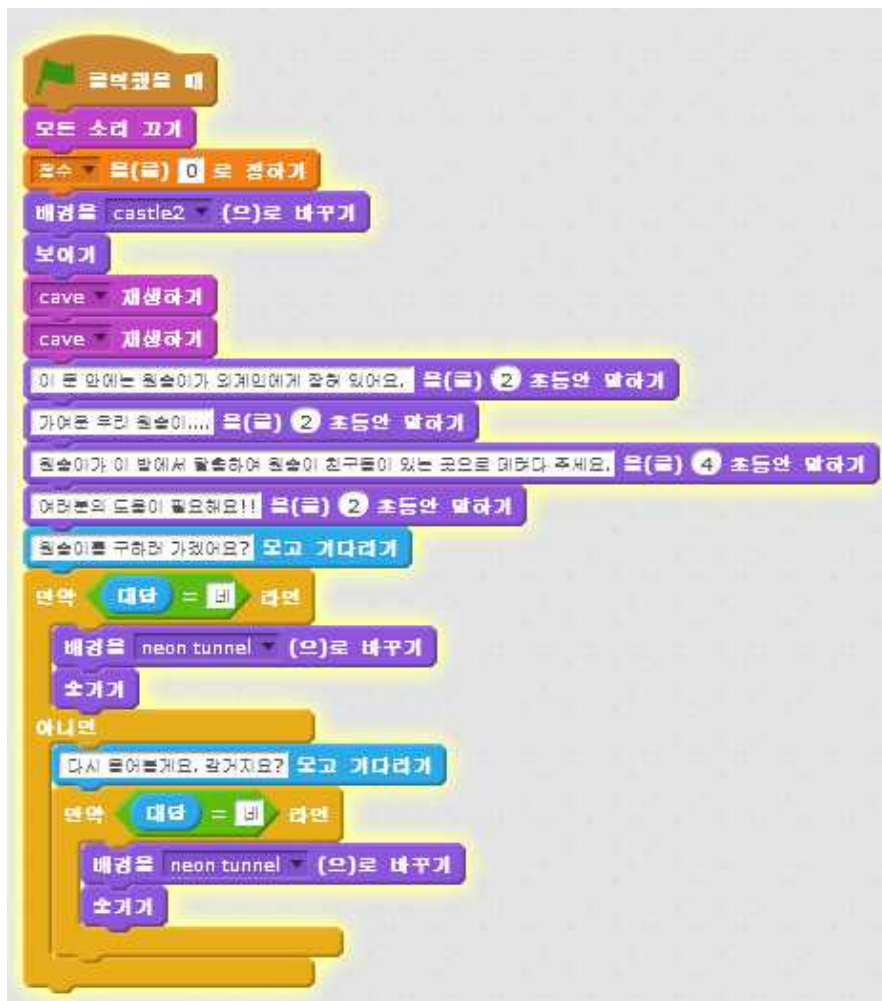 클릭했을 때
모든 소리 끄기
점수 을(를) 0 로 정하기
배경을 castle2 (으)로 바꾸기
보이기
cave 재생하기
cave 재생하기
이 문 안에는 원숭이가 외계인에게 잡혀 있어요. 을(를) 2 초동안 말하기
가여운 우리 원숭이.... 을(를) 2 초동안 말하기
원숭이가 이 방에서 탈출하여 원숭이 친구들이 있는 곳으로 데려다 주세요. 을(를) 4 초동안 말하기
여러분의 도움이 필요해요!! 을(를) 2 초동안 말하기
원숭이를 구하러 가겠어요? 묻고 기다리기
만약 대답 = 네 라면
배경을 neon tunnel (으)로 바꾸기
숨기기
아니면
다시 물어볼게요. 갈거지요? 묻고 기다리기
만약 대답 = 네 라면
배경을 neon tunnel (으)로 바꾸기
숨기기